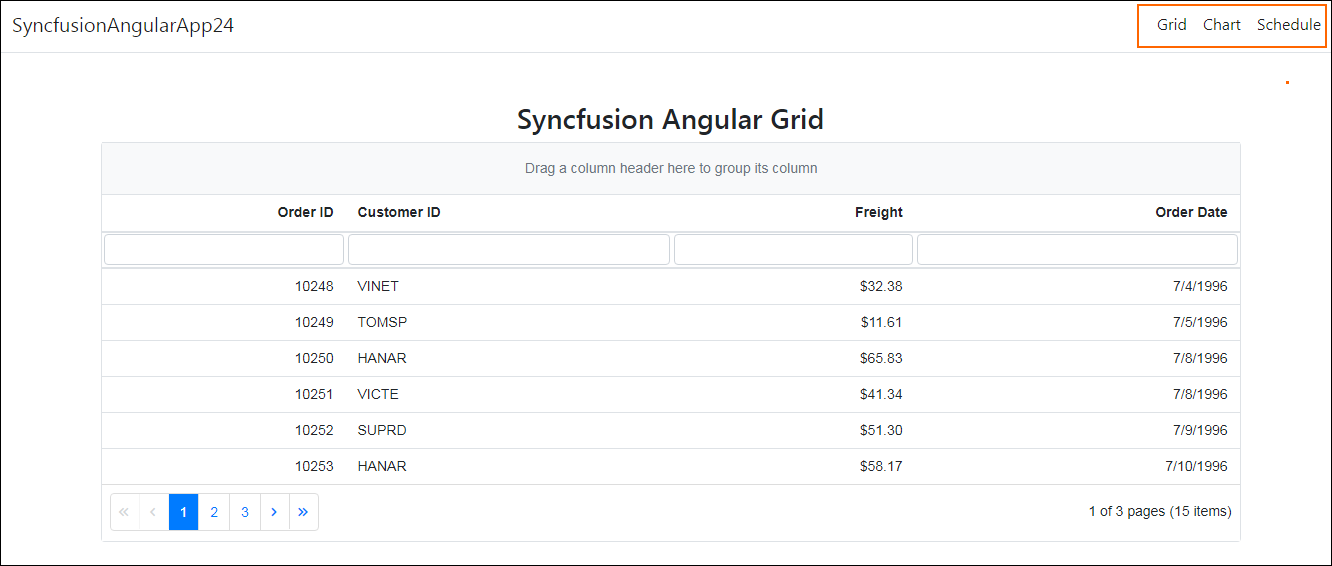 SyncfusionAngularApp24 Grid Chart Schedule
Syncfusion Angular Grid
Drag a column header here to group its column
Order ID Customer ID Freight Order Date
10248 VINET $32.38 7/4/1996
10249 TOMSP $11.61 7/5/1996
10250 HANAR $65.83 7/8/1996
10251 VICTE $41.34 7/8/1996
10252 SUPRD $51.30 7/9/1996
10253 HANAR $58.17 7/10/1996
« ‹ 1 2 3 › » 1 of 3 pages (15 items)